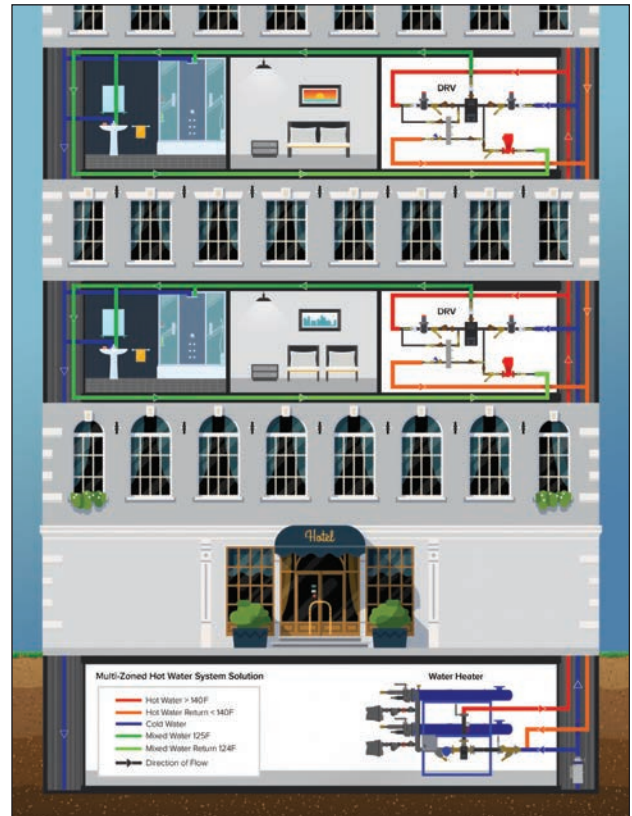 DRV
DRV
Hotel
Multi-Zoned Hot Water System Solution
Water Heater
Hot Water > 140F
Hot Water Return < 140F
Cold Water
Mixed Water 125F
Mixed Water Return 124F
Direction of Flow